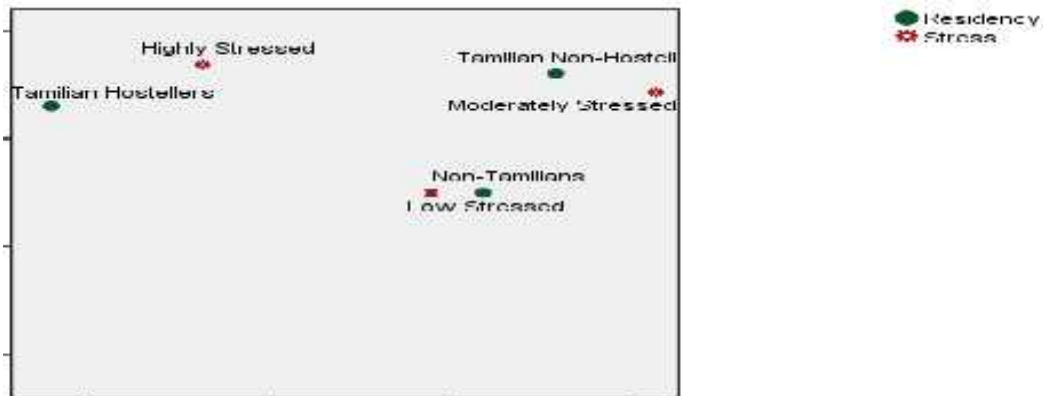 Residency
Stress
Highly Stressed
Tamilian Non-Hostell
Tamilian Hostellers
Moderately Stressed
Non-Tamilians
Low Stressed